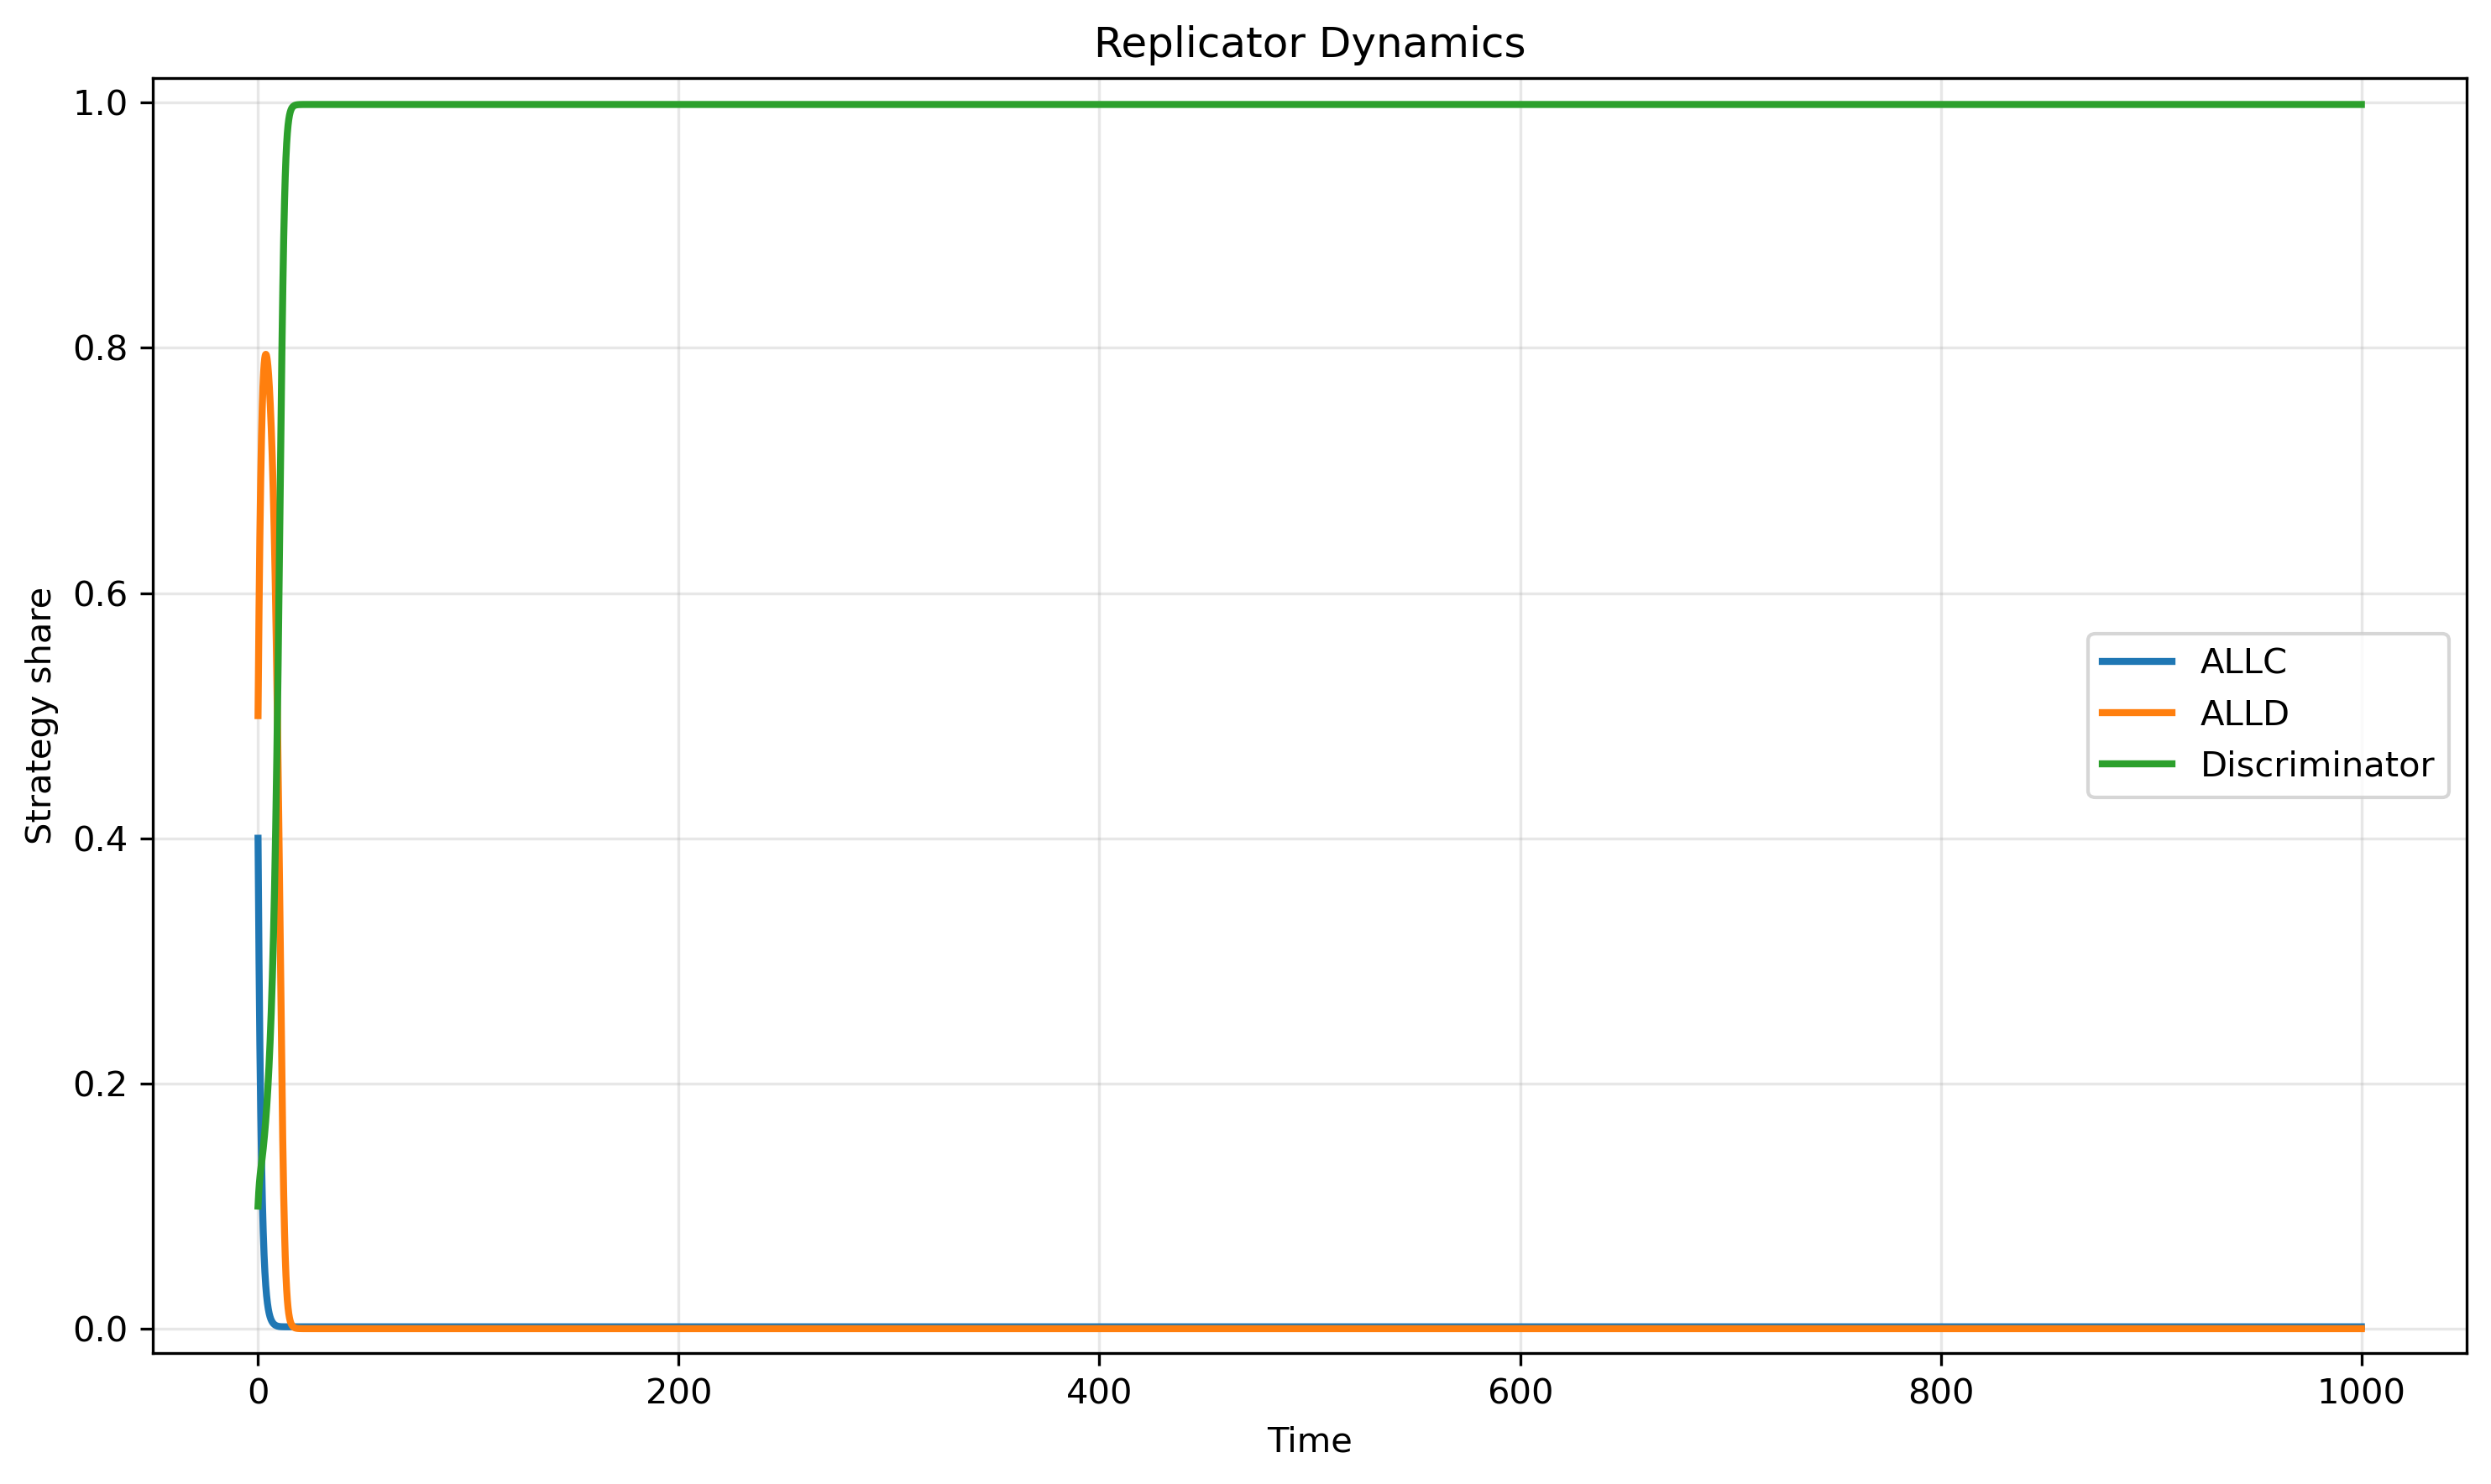 Replicator Dynamics
Strategy share
1.0
0.8
0.6
0.4
0.2
0.0
ALLC
ALLD
Discriminator
0 200 400 600 800 1000
Time